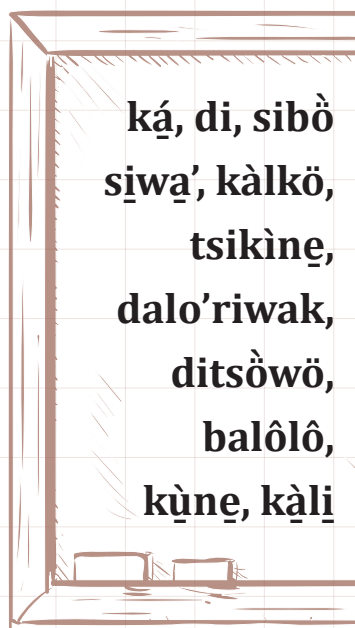 ká̱, di, sibö̀
si̱wa̱’, kàlkö,
tsikìne̱,
dalo’riwak,
ditsö̀wö,
balôlô,
kù̱ne̱, kà̱li̱